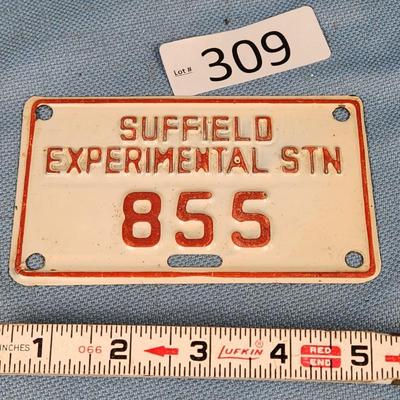 Lot # 309
SUFFIELD
EXPERIMENTAL STN
855
INCHES 1 066 2 3 LUFKIN® 4 RED END 5